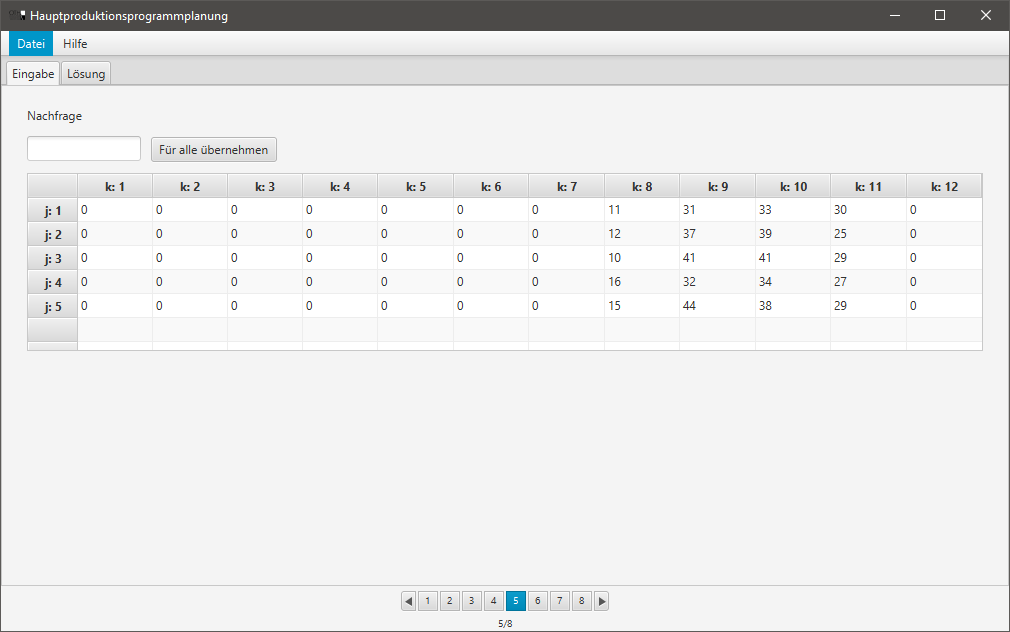 Hauptproduktionsprogrammplanung
Datei Hilfe
Eingabe Lösung
Nachfrage
Für alle übernehmen
k: 1 k: 2 k: 3 k: 4 k: 5 k: 6 k: 7 k: 8 k: 9 k: 10 k: 11 k: 12
j: 1 0 0 0 0 0 0 0 11 31 33 30 0
j: 2 0 0 0 0 0 0 0 12 37 39 25 0
j: 3 0 0 0 0 0 0 0 10 41 41 29 0
j: 4 0 0 0 0 0 0 0 16 32 34 27 0
j: 5 0 0 0 0 0 0 0 15 44 38 29 0
1 2 3 4 5 6 7 8
5/8